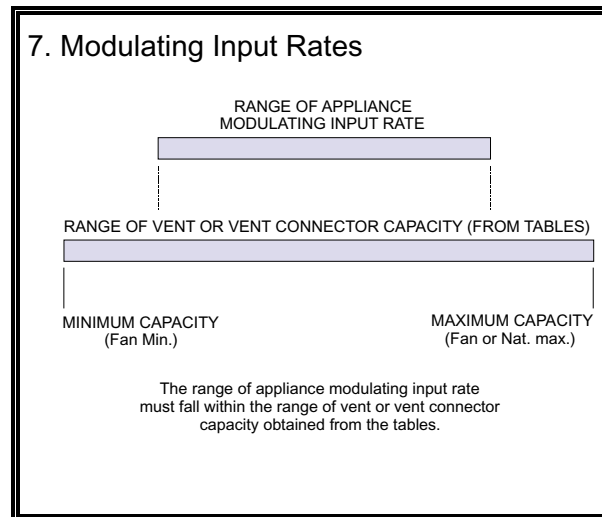 7. Modulating Input Rates
RANGE OF APPLIANCE
MODULATING INPUT RATE
RANGE OF VENT OR VENT CONNECTOR CAPACITY (FROM TABLES)
MINIMUM CAPACITY
(Fan Min.)
MAXIMUM CAPACITY
(Fan or Nat. max.)
The range of appliance modulating input rate
must fall within the range of vent or vent connector
capacity obtained from the tables.